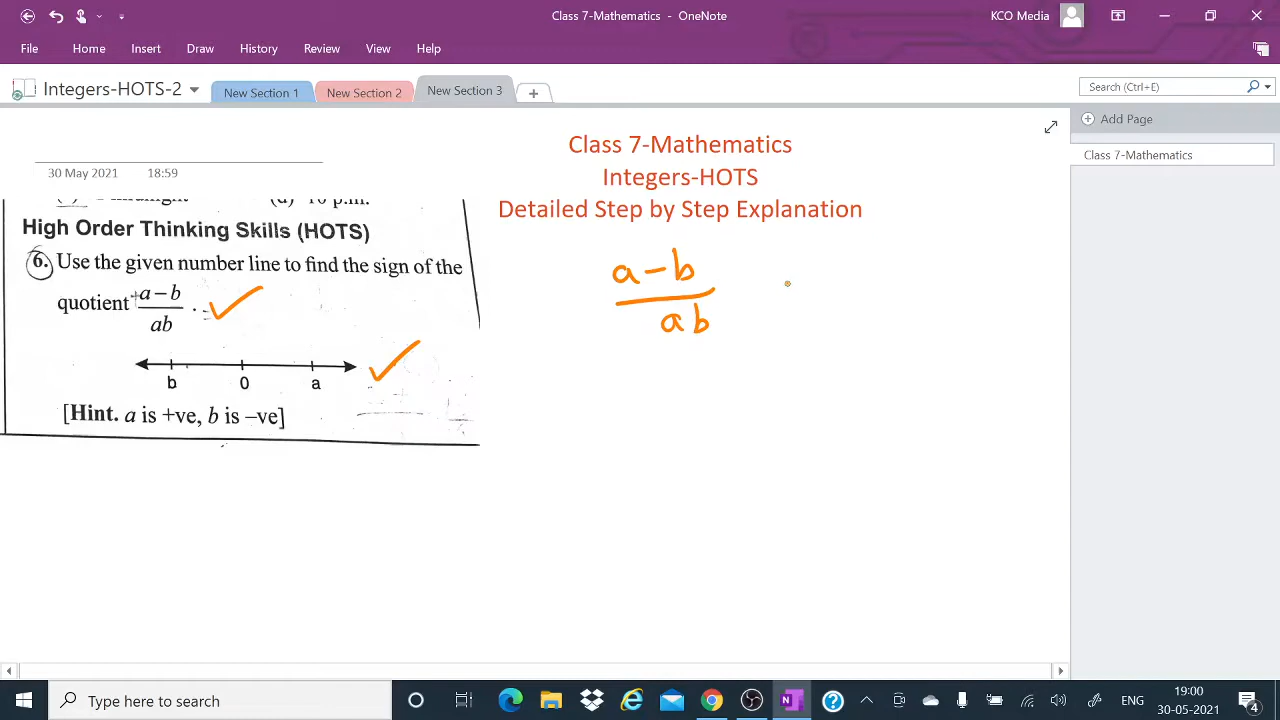 Class 7-Mathematics - OneNote
KCO Media
File Home Insert Draw History Review View Help
Integers-HOTS-2
New Section 1
New Section 2
New Section 3
Search (Ctrl+E)
Add Page
Class 7-Mathematics
30 May 2021 18:59
Class 7-Mathematics
Integers-HOTS
Detailed Step by Step Explanation
(d) 10 p.m.
High Order Thinking Skills (HOTS)
6. Use the given number line to find the sign of the
quotient a – b
ab .
b 0 a
[Hint. a is +ve, b is –ve]
a - b
ab
Type here to search
ENG
19:00
30-05-2021
4